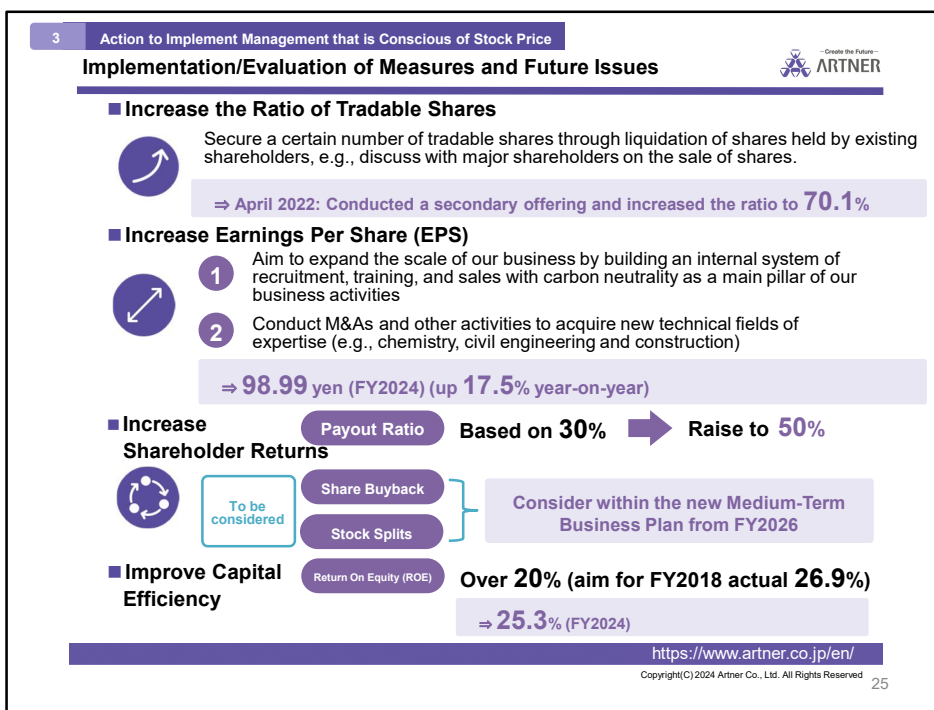 3
Action to Implement Management that is Conscious of Stock Price
Implementation/Evaluation of Measures and Future Issues
~Create the Future~
ARTNER
■ Increase the Ratio of Tradable Shares
Secure a certain number of tradable shares through liquidation of shares held by existing
shareholders, e.g., discuss with major shareholders on the sale of shares.
⇒ April 2022: Conducted a secondary offering and increased the ratio to 70.1%
■ Increase Earnings Per Share (EPS)
1
Aim to expand the scale of our business by building an internal system of
recruitment, training, and sales with carbon neutrality as a main pillar of our
business activities
2
Conduct M&As and other activities to acquire new technical fields of
expertise (e.g., chemistry, civil engineering and construction)
⇒ 98.99 yen (FY2024) (up 17.5% year-on-year)
■ Increase
Shareholder Returns
Payout Ratio
Based on 30%
Raise to 50%
To be
considered
Share Buyback
Stock Splits
Consider within the new Medium-Term
Business Plan from FY2026
■ Improve Capital
Efficiency
Return On Equity (ROE)
Over 20% (aim for FY2018 actual 26.9%)
⇒ 25.3% (FY2024)
https://www.artner.co.jp/en/
Copyright(C) 2024 Artner Co., Ltd. All Rights Reserved
25